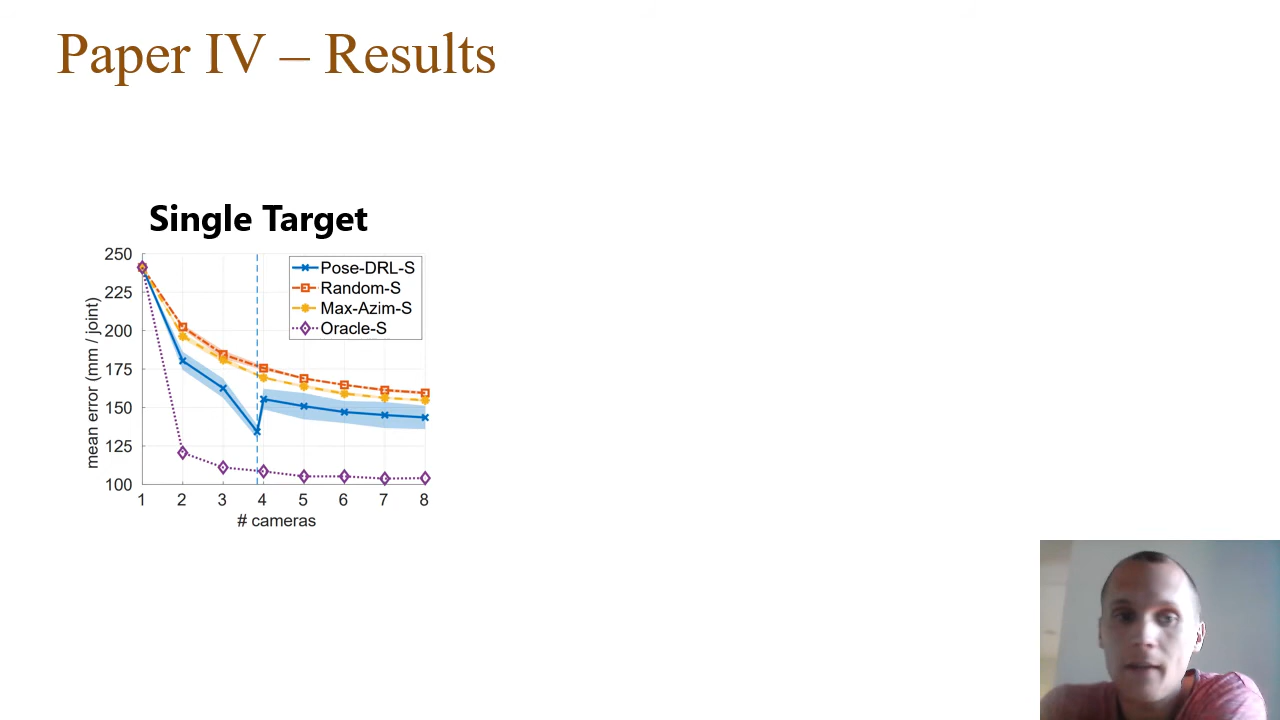 Paper IV – Results
Single Target
250
225
200
175
150
125
100
mean error (mm / joint)
Pose-DRL-S
Random-S
Max-Azim-S
Oracle-S
1 2 3 4 5 6 7 8
# cameras